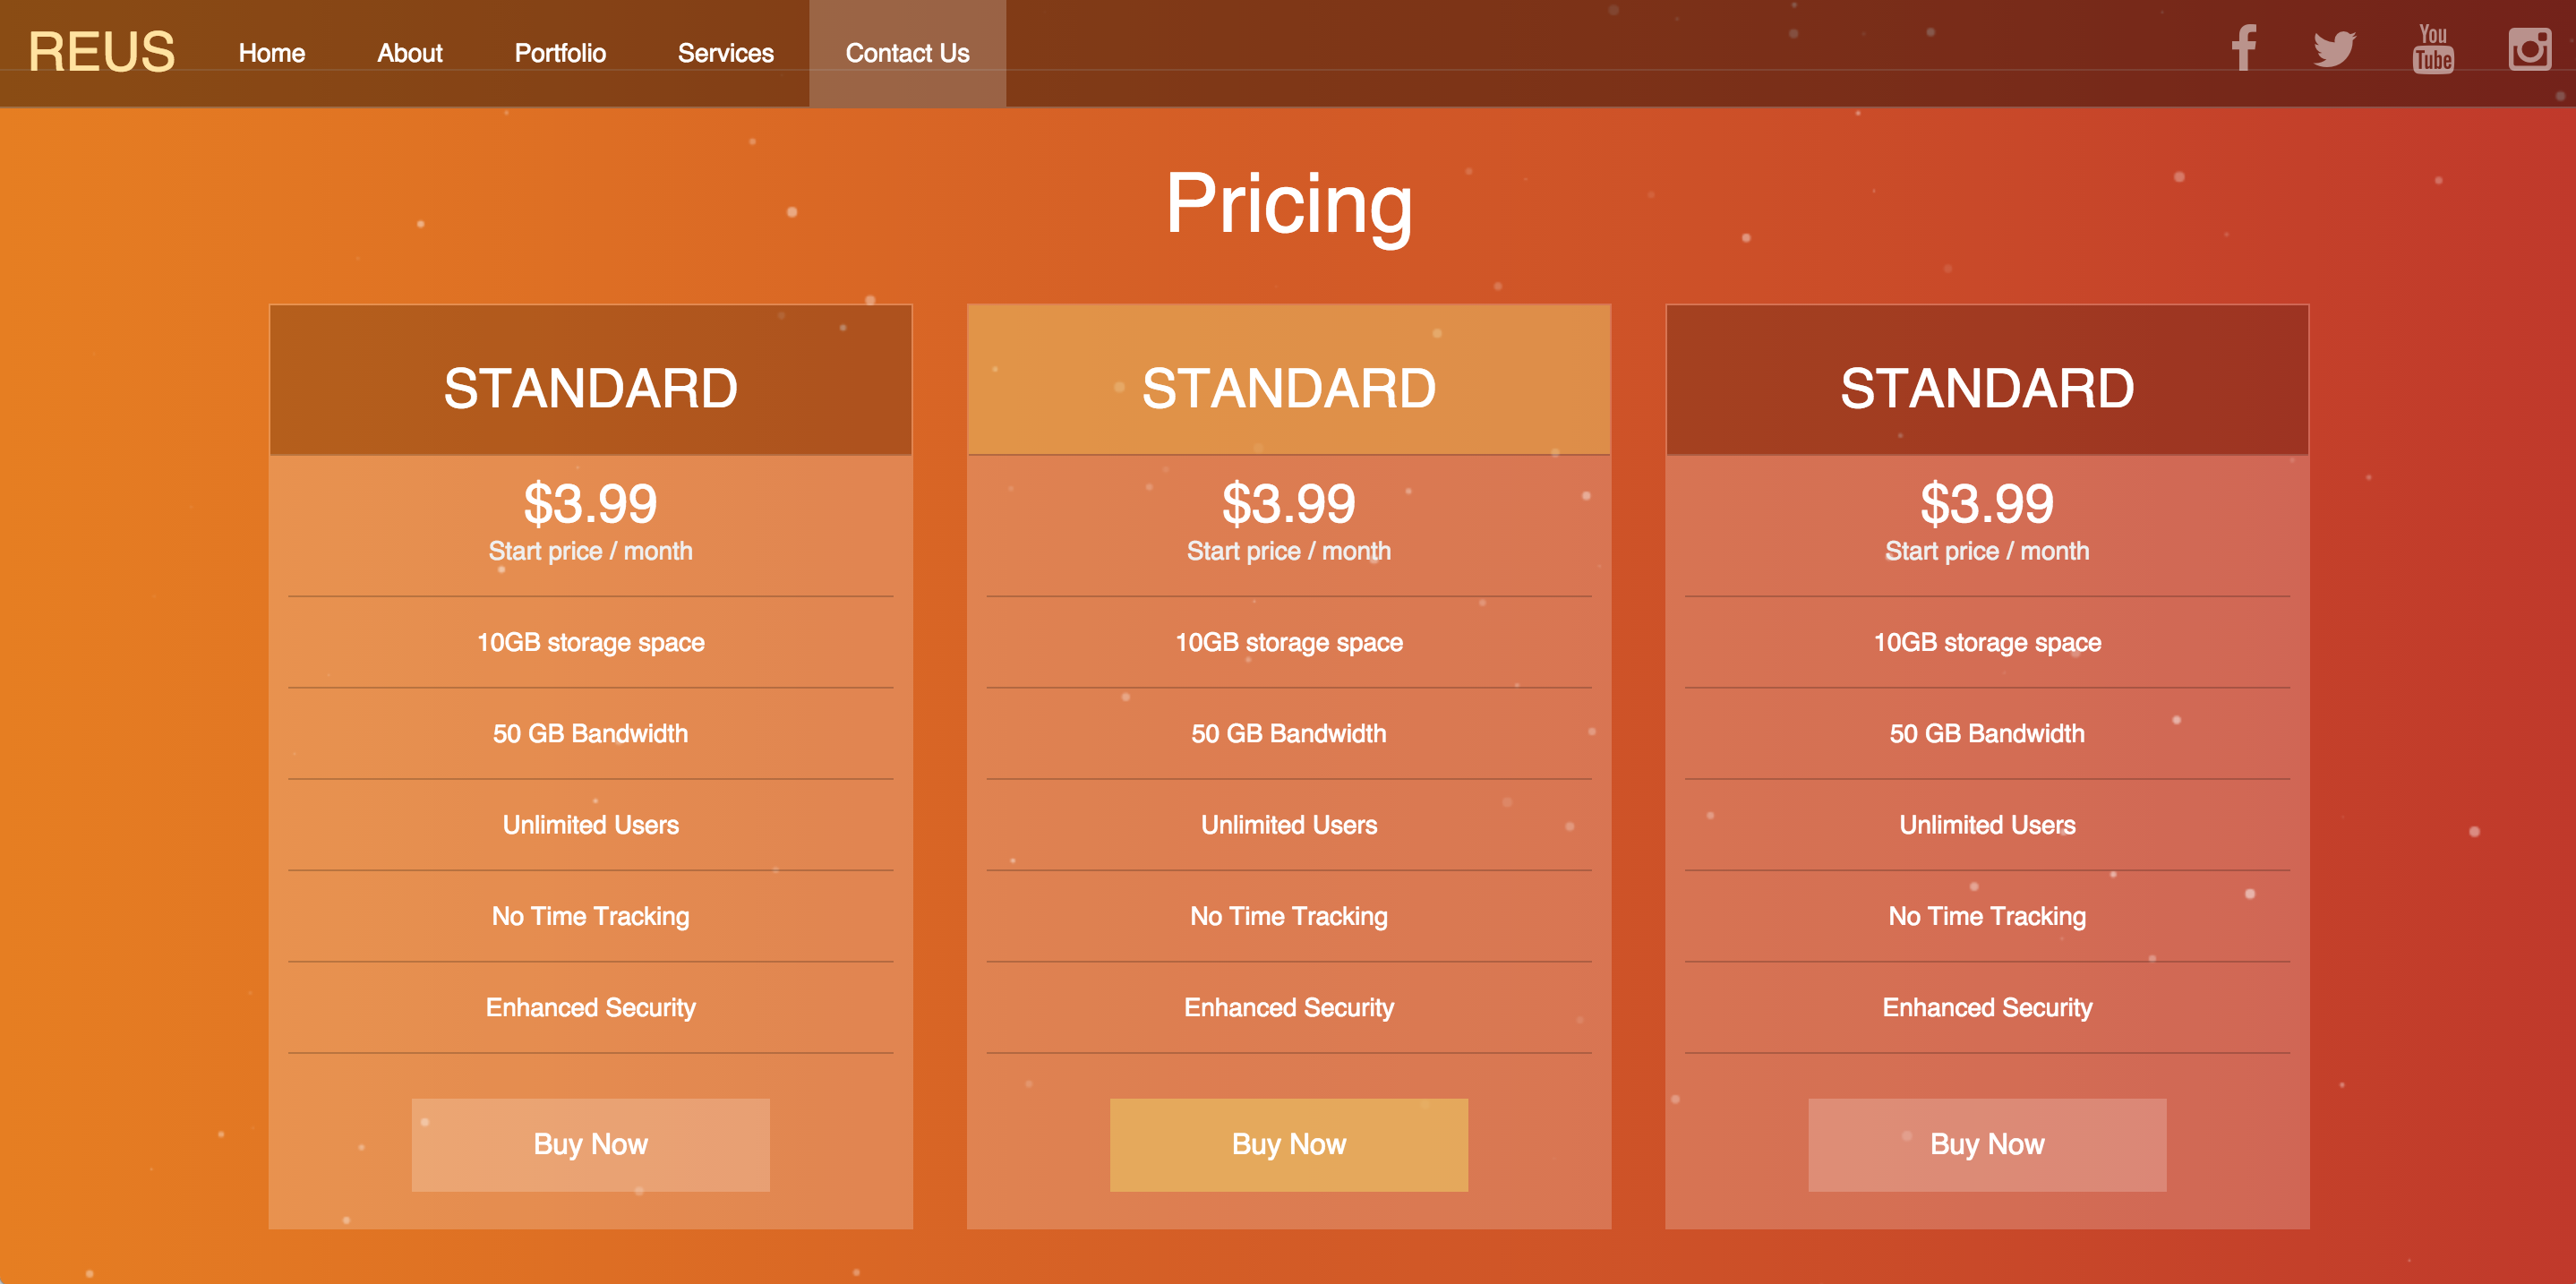 REUS Home About Portfolio Services Contact Us You Tube
Pricing
STANDARD
$3.99
Start price / month
10GB storage space
50 GB Bandwidth
Unlimited Users
No Time Tracking
Enhanced Security
Buy Now
STANDARD
$3.99
Start price / month
10GB storage space
50 GB Bandwidth
Unlimited Users
No Time Tracking
Enhanced Security
Buy Now
STANDARD
$3.99
Start price / month
10GB storage space
50 GB Bandwidth
Unlimited Users
No Time Tracking
Enhanced Security
Buy Now